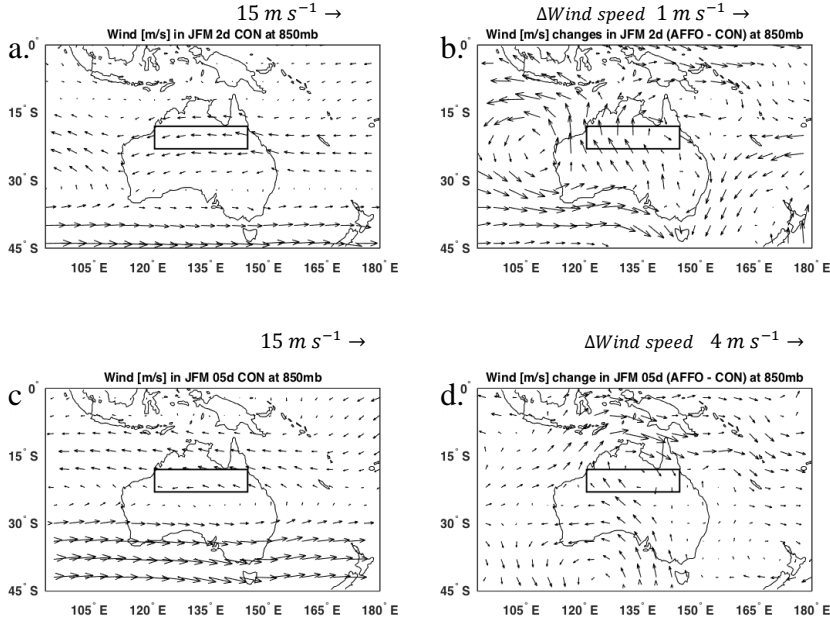 15 m s⁻¹ →
ΔWind speed 1 m s⁻¹ →
a.
Wind [m/s] in JFM 2d CON at 850mb
b.
Wind [m/s] changes in JFM 2d (AFFO - CON) at 850mb
0°
15° S
30° S
45° S
105° E 120° E 135° E 150° E 165° E 180° E
0°
15° S
30° S
45° S
105° E 120° E 135° E 150° E 165° E 180° E
15 m s⁻¹ →
ΔWind speed 4 m s⁻¹ →
c
Wind [m/s] in JFM 05d CON at 850mb
d.
Wind [m/s] change in JFM 05d (AFFO - CON) at 850mb
0°
15° S
30° S
45° S
105° E 120° E 135° E 150° E 165° E 180° E
0°
15° S
30° S
45° S
105° E 120° E 135° E 150° E 165° E 180° E